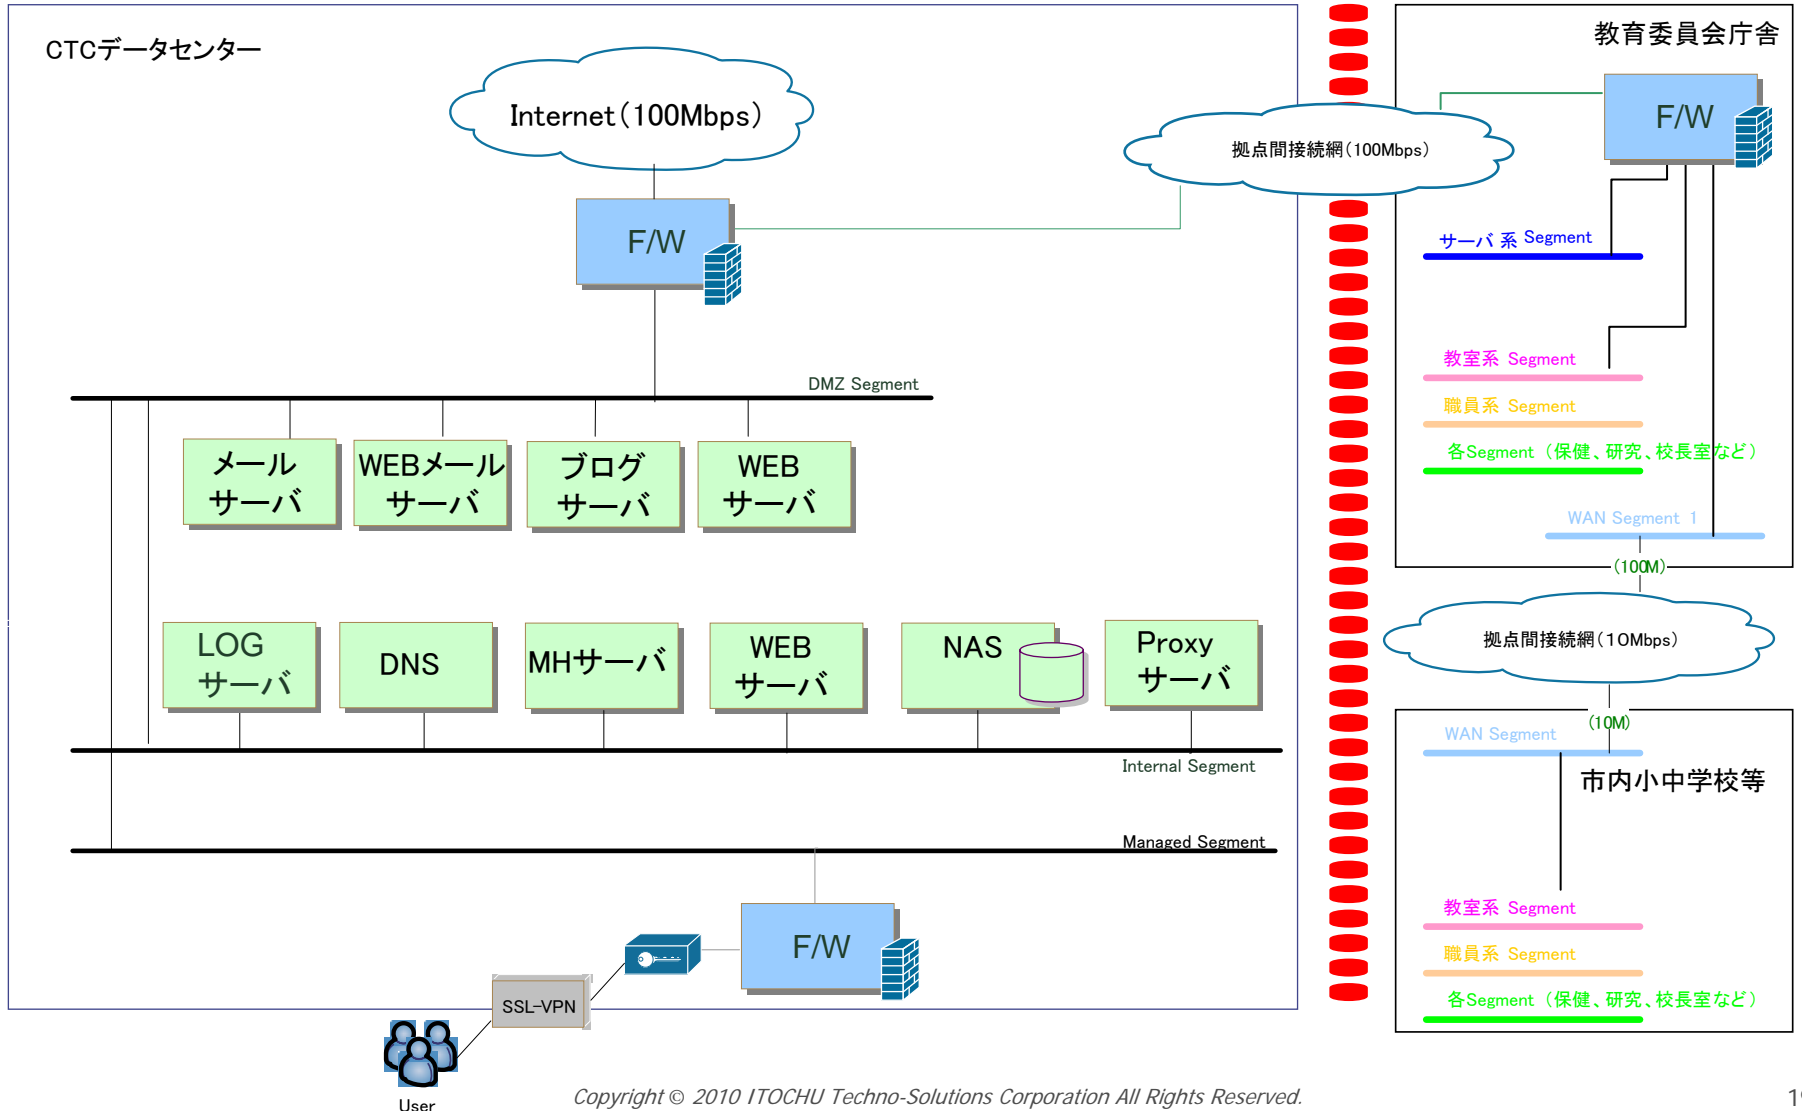 CTCデータセンター
Internet(100Mbps)
F/W
拠点間接続網(100Mbps)
教育委員会庁舎
F/W
サーバ系 Segment
教室系 Segment
職員系 Segment
各Segment (保健、研究、校長室など)
WAN Segment 1
(100M)
DMZ Segment
メール
サーバ
WEBメール
サーバ
ブログ
サーバ
WEB
サーバ
LOG
サーバ
DNS
MHサーバ
WEB
サーバ
NAS
Proxy
サーバ
Internal Segment
Managed Segment
F/W
SSL-VPN
User
拠点間接続網(10Mbps)
(10M)
WAN Segment
市内小中学校等
教室系 Segment
職員系 Segment
各Segment (保健、研究、校長室など)
Copyright © 2010 ITOCHU Techno-Solutions Corporation All Rights Reserved.